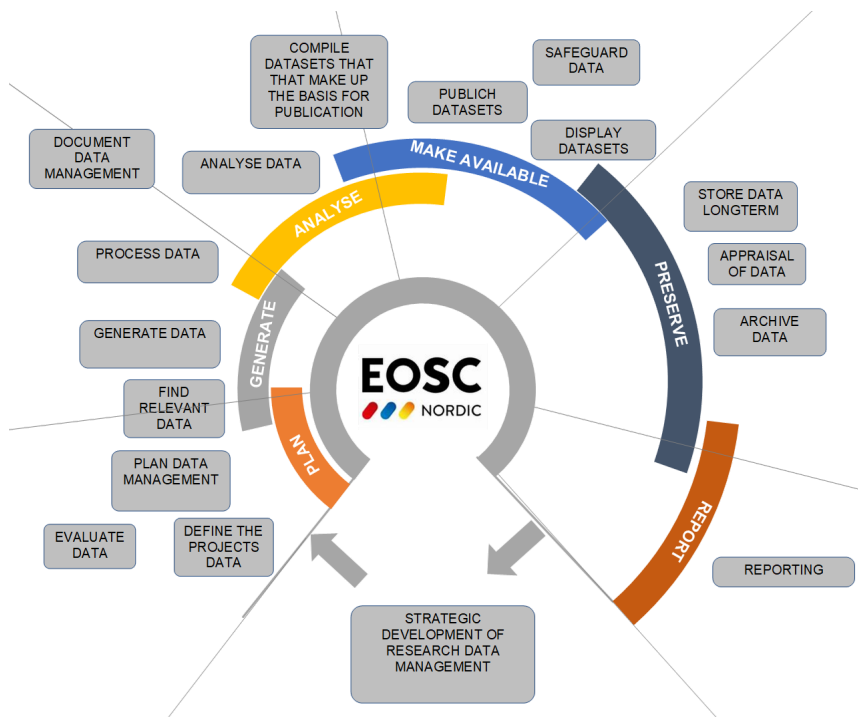 COMPILE
DATASETS THAT
THAT MAKE UP
THE BASIS FOR
PUBLICATION
SAFEGUARD
DATA
PUBLICH
DATASETS
DISPLAY
DATASETS
DOCUMENT
DATA
MANAGEMENT
ANALYSE DATA
MAKE AVAILABLE
ANALYSE
STORE DATA
LONGTERM
PROCESS DATA
APPRAISAL
OF DATA
PRESERVE
GENERATE
GENERATE DATA
ARCHIVE
DATA
EOSC
NORDIC
FIND
RELEVANT
DATA
PLAN
PLAN DATA
MANAGEMENT
EVALUATE
DATA
DEFINE THE
PROJECTS
DATA
REPORT
REPORTING
STRATEGIC
DEVELOPMENT OF
RESEARCH DATA
MANAGEMENT